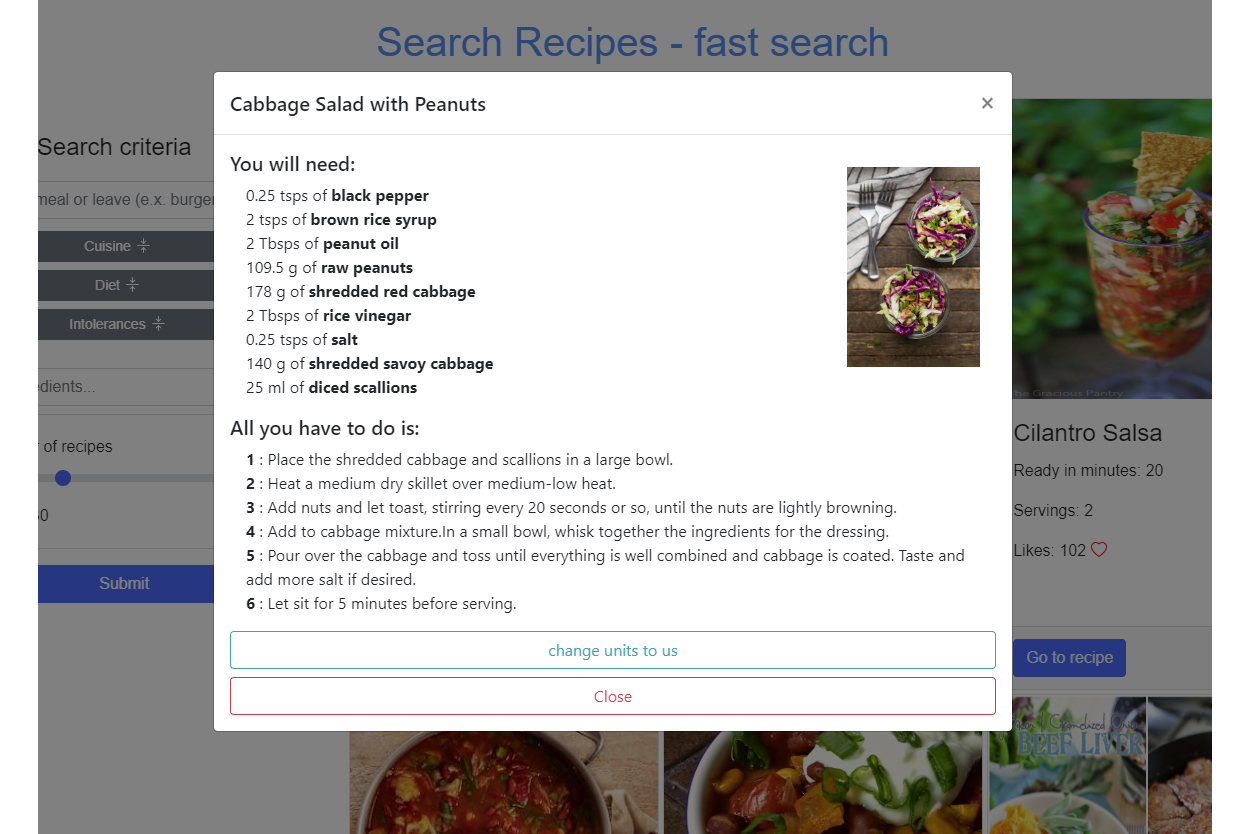 Search Recipes - fast search
Cabbage Salad with Peanuts
×
Search criteria
You will need:
meal or leave (e.x. burger
0.25 tsps of black pepper
2 tsps of brown rice syrup
Cuisine
2 Tbsps of peanut oil
109.5 g of raw peanuts
Diet
178 g of shredded red cabbage
2 Tbsps of rice vinegar
Intolerances
0.25 tsps of salt
140 g of shredded savoy cabbage
edients...
25 ml of diced scallions
The Gracious Pantry
All you have to do is:
Cilantro Salsa
r of recipes
1 : Place the shredded cabbage and scallions in a large bowl.
Ready in minutes: 20
2 : Heat a medium dry skillet over medium-low heat.
3 : Add nuts and let toast, stirring every 20 seconds or so, until the nuts are lightly browning.
Servings: 2
4 : Add to cabbage mixture.In a small bowl, whisk together the ingredients for the dressing.
5 : Pour over the cabbage and toss until everything is well combined and cabbage is coated. Taste and
add more salt if desired.
Likes: 102
6 : Let sit for 5 minutes before serving.
Submit
change units to us
Go to recipe
Close
BEEF LIVER